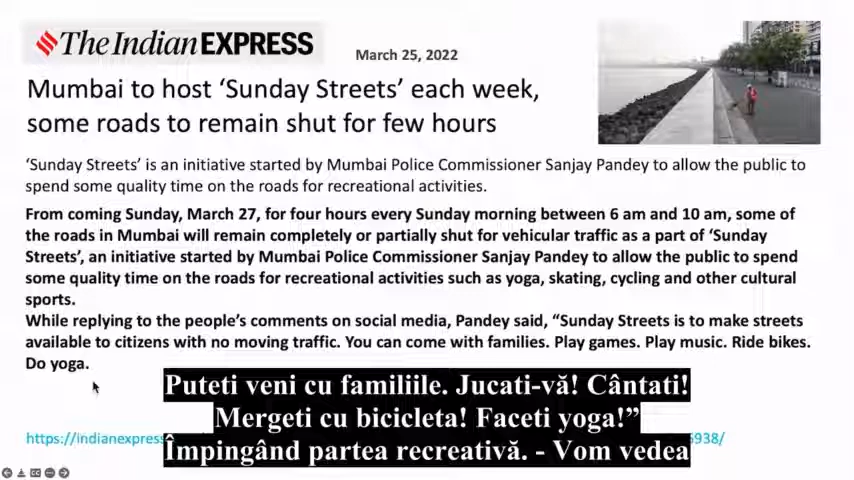 The Indian EXPRESS
March 25, 2022
Mumbai to host ‘Sunday Streets’ each week,
some roads to remain shut for few hours
‘Sunday Streets’ is an initiative started by Mumbai Police Commissioner Sanjay Pandey to allow the public to
spend some quality time on the roads for recreational activities.
From coming Sunday, March 27, for four hours every Sunday morning between 6 am and 10 am, some of
the roads in Mumbai will remain completely or partially shut for vehicular traffic as a part of ‘Sunday
Streets’, an initiative started by Mumbai Police Commissioner Sanjay Pandey to allow the public to spend
some quality time on the roads for recreational activities such as yoga, skating, cycling and other cultural
sports.
While replying to the people’s comments on social media, Pandey said, “Sunday Streets is to make streets
available to citizens with no moving traffic. You can come with families. Play games. Play music. Ride bikes.
Do yoga.
Puteti veni cu familiile. Jucati-vă! Cântati!
Mergeti cu bicicleta! Faceti yoga!”
https://indianexpress 938/
Împingând partea recreativă. - Vom vedea